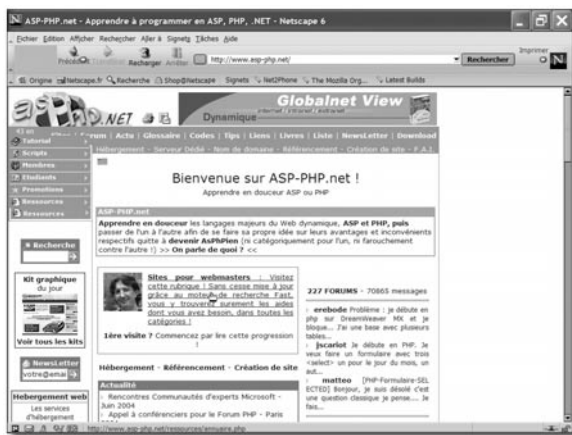 ASP-PHP.net - Apprendre à programmer en ASP, PHP, .NET - Netscape 6
Fichier Edition Afficher Rechercher Aller à Signets Tâches Aide
Précédent Recharger Arrêter http://www.asp-php.net/ Rechercher Imprimer
Origine Netscape.fr Recherche Shop@Netscape Signets Net2Phone The Mozilla Org... Latest Builds
.NET
Globalnet View
internet intranet extranet
Dynamique
Forum | Actu | Glossaire | Codes | Tips | Liens | Livres | Liste | NewsLetter | Download
Hébergement - Serveur Dédié - Nom de domaine - Référencement - Création de site - F.A.I.
Tutorial
Scripts
Membres
Etudiants
Promotions
Ressources
Ressources
Bienvenue sur ASP-PHP.net !
Apprendre en douceur ASP ou PHP
ASP-PHP.net
Apprendre en douceur les langages majeurs du Web dynamique, ASP et PHP, puis
passer de l'un à l'autre afin de se faire sa propre idée sur leurs avantages et inconvénients
respectifs quitte à devenir AsPhPien (ni catégoriquement pour l'un, ni farouchement
contre l'autre !) >> On parle de quoi ? <<
Recherche
Kit graphique
du jour
Voir tous les kits
NewsLetter
votre@emai
Hebergement web
Les services
d'hébergement
Sites pour webmasters : Visitez
cette rubrique ! Sans cesse mise à jour
grâce au moteur de recherche Fast,
vous y trouverez surement les aides
dont vous avez besoin, dans toutes les
catégories !
1ère visite ? Commencez par lire cette progression
!
Hébergement - Référencement - Création de site
Actualité
Rencontres Communautés d'experts Microsoft -
Juin 2004
Appel à conférenciers pour le Forum PHP - Paris
227 FORUMS - 70865 messages
erebode Problème : je débute en
php sur DreamWeaver MX et je
bloque... J'ai une base avec plusieurs
tables...
jscariot Je débute en PHP. Je
veux faire un formulaire avec trois
<select> un pour le jour du mois, un
aut...
matteo [PHP-Formulaire-SEL
ECTED] Bonjour, je suis désolé c'est
une question classique je pense.... Je
fais...
http://www.asp-php.net/ressources/annuaire.php